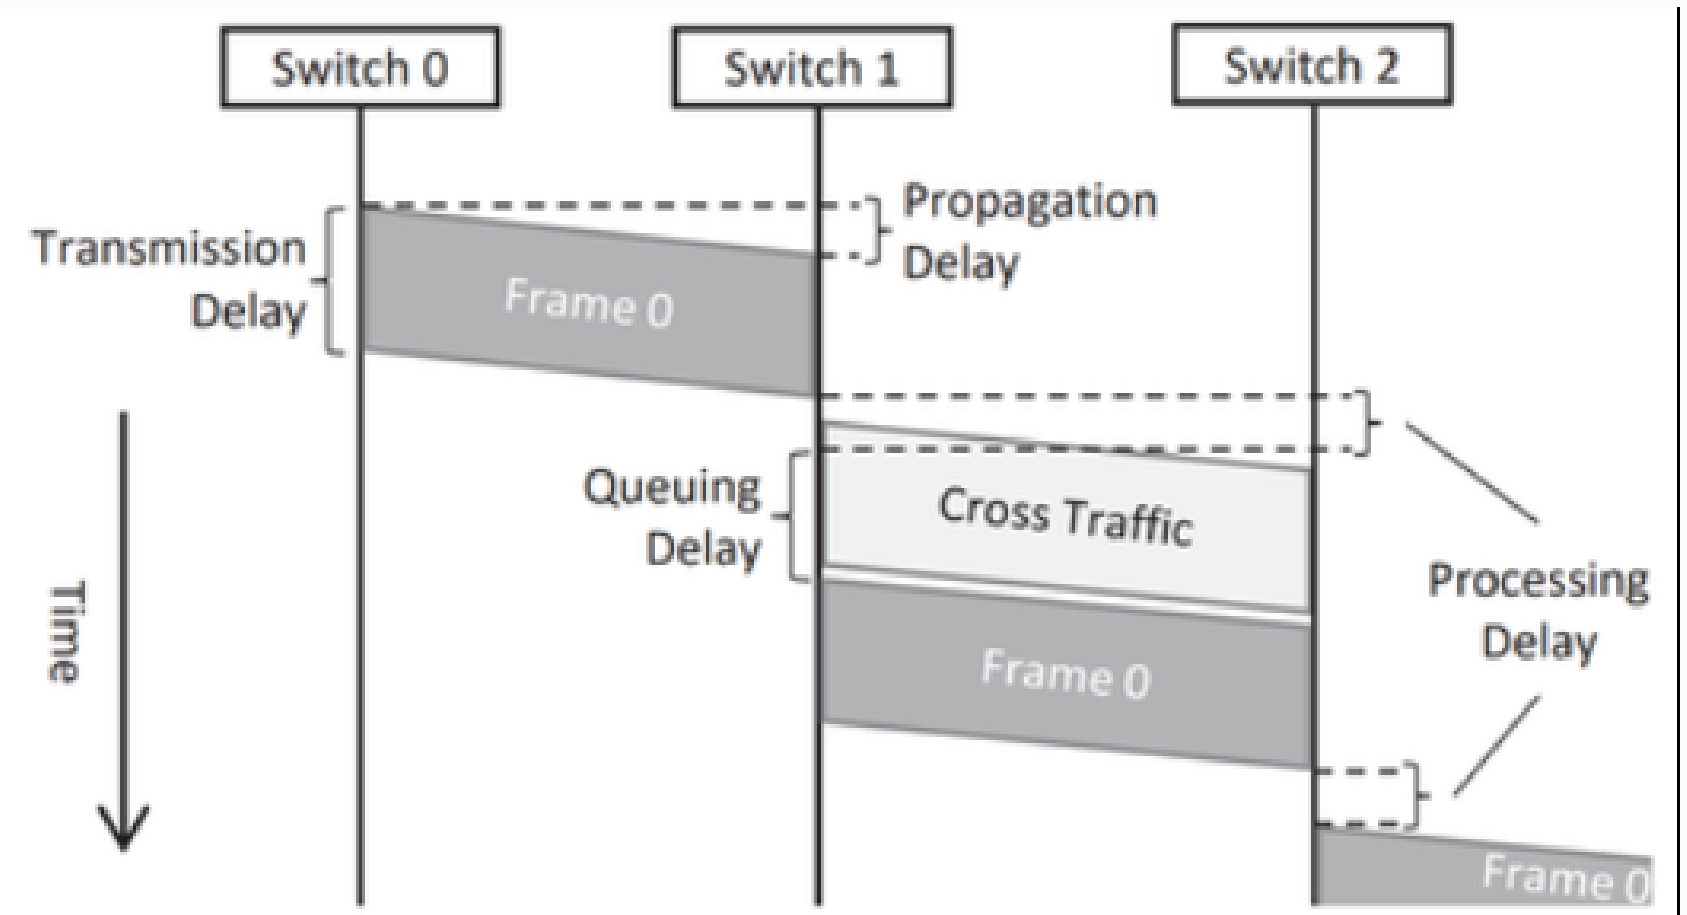 Switch 0
Switch 1
Switch 2
Transmission
Delay
Propagation
Delay
Frame 0
Queuing
Delay
Cross Traffic
Processing
Delay
Time
Frame 0
Frame 0